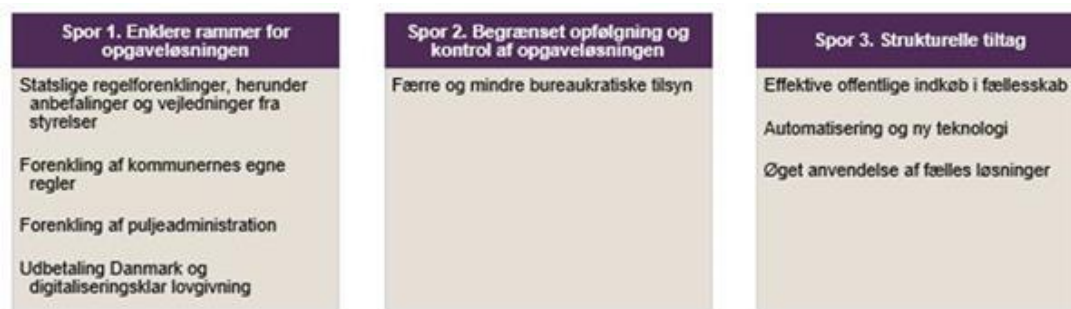 Spor 1. Enklere rammer for
opgaveløsningen
Statslige regelforenklinger, herunder
anbefalinger og vejledninger fra
styrelser
Forenkling af kommunernes egne
regler
Forenkling af puljeadministration
Udbetaling Danmark og
digitaliseringsklar lovgivning
Spor 2. Begrænset opfølgning og
kontrol af opgaveløsningen
Færre og mindre bureaukratiske tilsyn
Spor 3. Strukturelle tiltag
Effektive offentlige indkøb i fællesskab
Automatisering og ny teknologi
Øget anvendelse af fælles løsninger